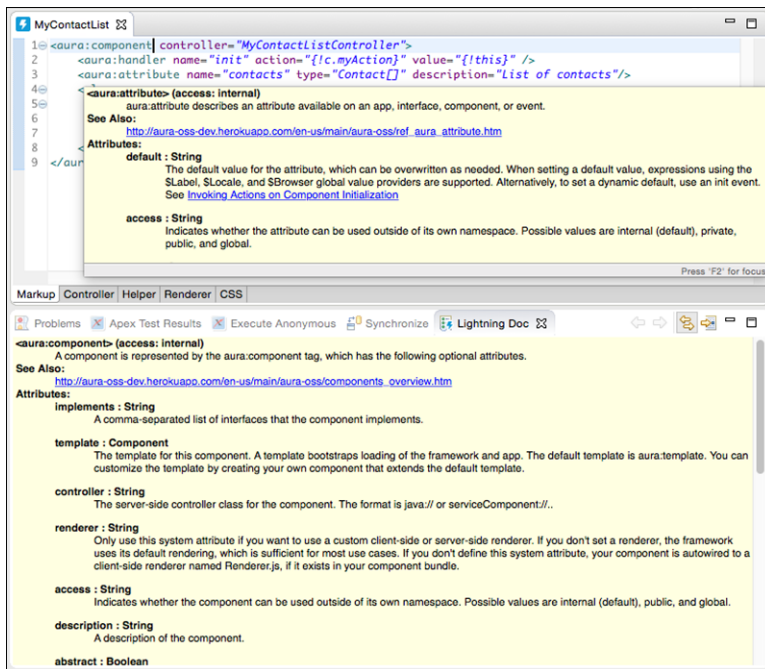 MyContactList
1 <aura:component controller="MyContactListController">
2 <aura:handler name="init" action="{!c.myAction}" value="{!this}" />
3 <aura:attribute name="contacts" type="Contact[]" description="List of contacts"/>
4
5
6
7
8
9 </aur
<aura:attribute> (access: internal)
aura:attribute describes an attribute available on an app, interface, component, or event.
See Also:
http://aura-oss-dev.herokuapp.com/en-us/main/aura-oss/ref_aura_attribute.htm
Attributes:
default : String
The default value for the attribute, which can be overwritten as needed. When setting a default value, expressions using the
$Label, $Locale, and $Browser global value providers are supported. Alternatively, to set a dynamic default, use an init event.
See Invoking Actions on Component Initialization
access : String
Indicates whether the attribute can be used outside of its own namespace. Possible values are internal (default), private,
public, and global.
Press 'F2' for focus
Markup Controller Helper Renderer CSS
Problems Apex Test Results Execute Anonymous Synchronize Lightning Doc
<aura:component> (access: internal)
A component is represented by the aura:component tag, which has the following optional attributes.
See Also:
http://aura-oss-dev.herokuapp.com/en-us/main/aura-oss/components_overview.htm
Attributes:
implements : String
A comma-separated list of interfaces that the component implements.
template : Component
The template for this component. A template bootstraps loading of the framework and app. The default template is aura:template. You can
customize the template by creating your own component that extends the default template.
controller : String
The server-side controller class for the component. The format is java:// or serviceComponent://..
renderer : String
Only use this system attribute if you want to use a custom client-side or server-side renderer. If you don't set a renderer, the framework
uses its default rendering, which is sufficient for most use cases. If you don't define this system attribute, your component is autowired to a
client-side renderer named Renderer.js, if it exists in your component bundle.
access : String
Indicates whether the component can be used outside of its own namespace. Possible values are internal (default), public, and global.
description : String
A description of the component.
abstract : Boolean